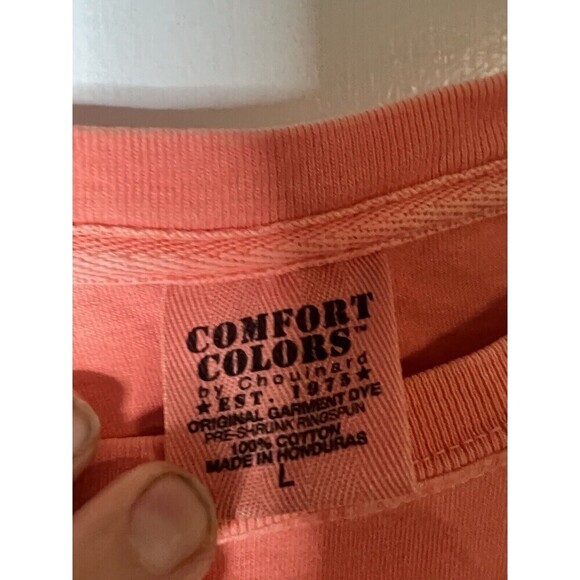 COMFORT
COLORS™
by Chouinard
★ EST. 1975 ★
ORIGINAL GARMENT DYE
PRE-SHRUNK RINGSPUN
100% COTTON
MADE IN HONDURAS
L